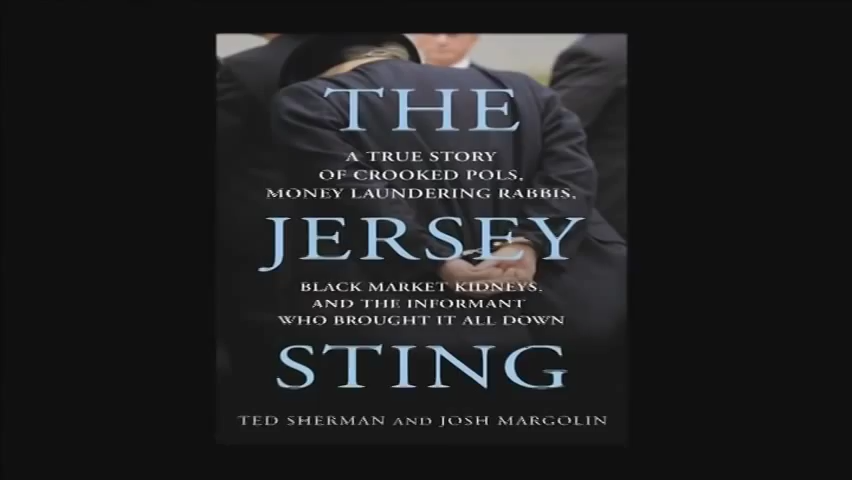 THE
A TRUE STORY
OF CROOKED POLS,
MONEY LAUNDERING RABBIS,
JERSEY
BLACK MARKET KIDNEYS,
AND THE INFORMANT
WHO BROUGHT IT ALL DOWN
STING
TED SHERMAN AND JOSH MARGOLIN